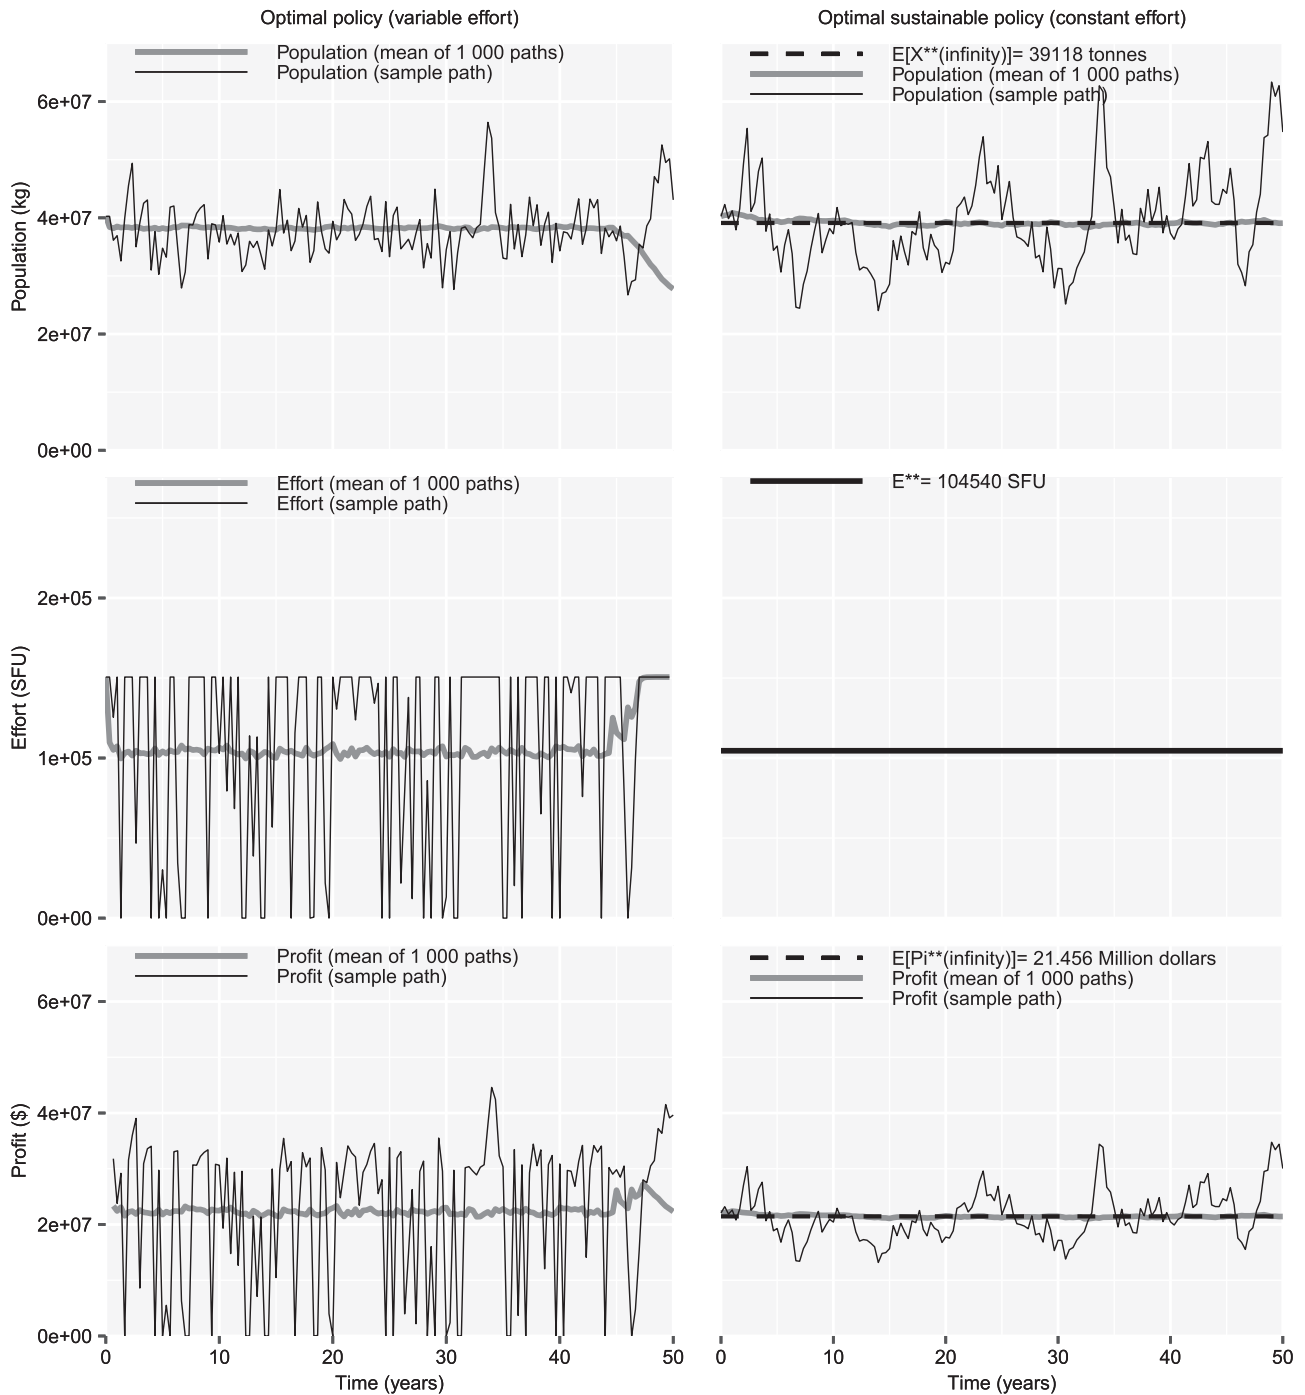 Optimal policy (variable effort)
Optimal sustainable policy (constant effort)
Population (mean of 1 000 paths)
Population (sample path)
E[X**(infinity)]= 39118 tonnes
Population (mean of 1 000 paths)
Population (sample path)
Population (kg)
6e+07
4e+07
2e+07
0e+00
Effort (mean of 1 000 paths)
Effort (sample path)
E**= 104540 SFU
Effort (SFU)
2e+05
1e+05
0e+00
Profit (mean of 1 000 paths)
Profit (sample path)
E[Pi**(infinity)]= 21.456 Million dollars
Profit (mean of 1 000 paths)
Profit (sample path)
Profit ($)
6e+07
4e+07
2e+07
0e+00
0 10 20 30 40 50
0 10 20 30 40 50
Time (years)
Time (years)